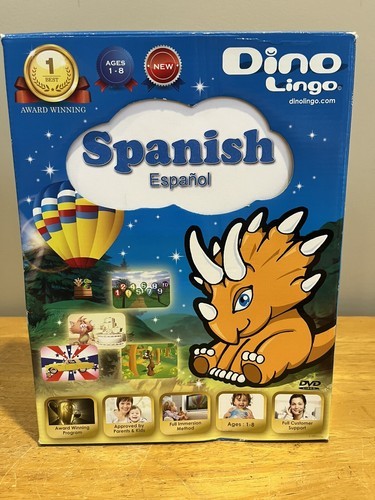 1
BEST
AWARD WINNING
AGES
1 - 8
NEW
Dino
Lingo
dinolingo.com
Spanish
Español
DVD
Award Winning
Program
Approved by
Parents & Kids
Full Immersion
Method
Ages : 1-8
Full Customer
Support